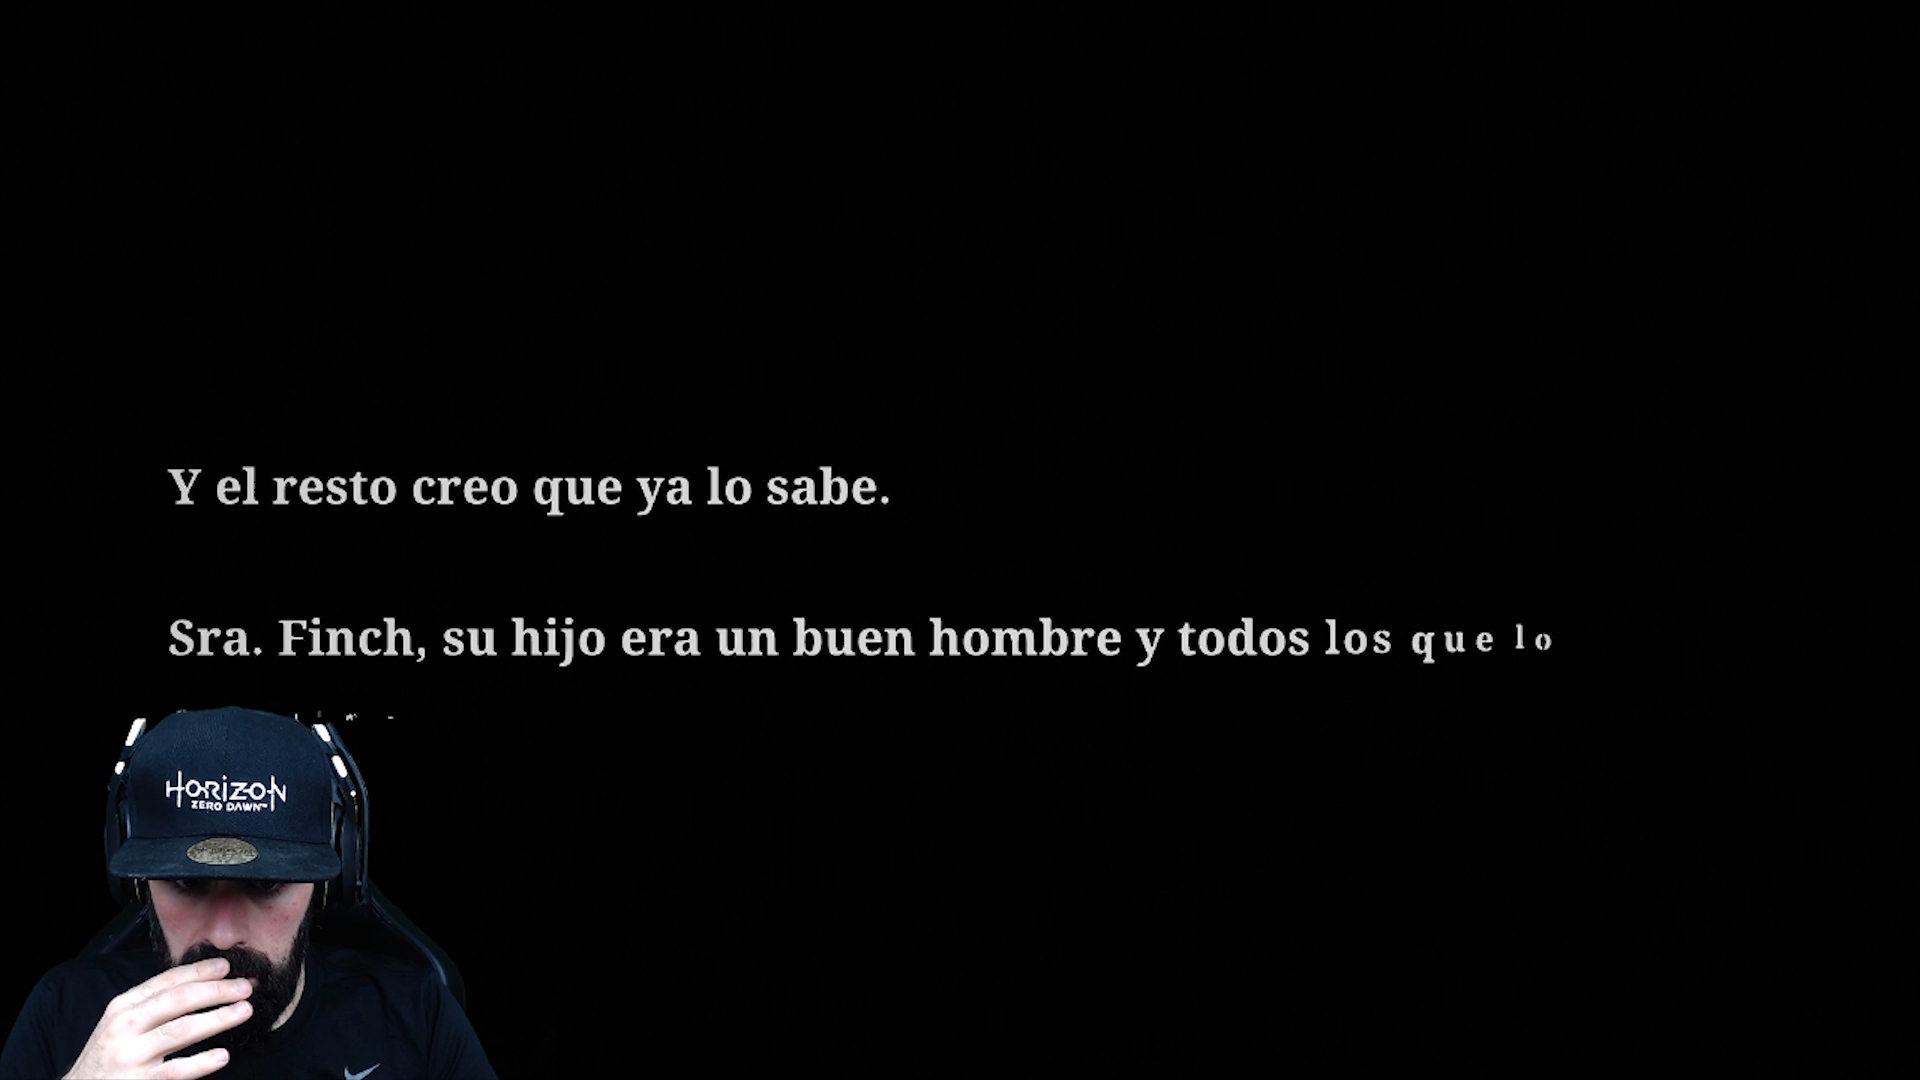 Y el resto creo que ya lo sabe.
Sra. Finch, su hijo era un buen hombre y todos los que lo
HORIZON
ZERO DAWN